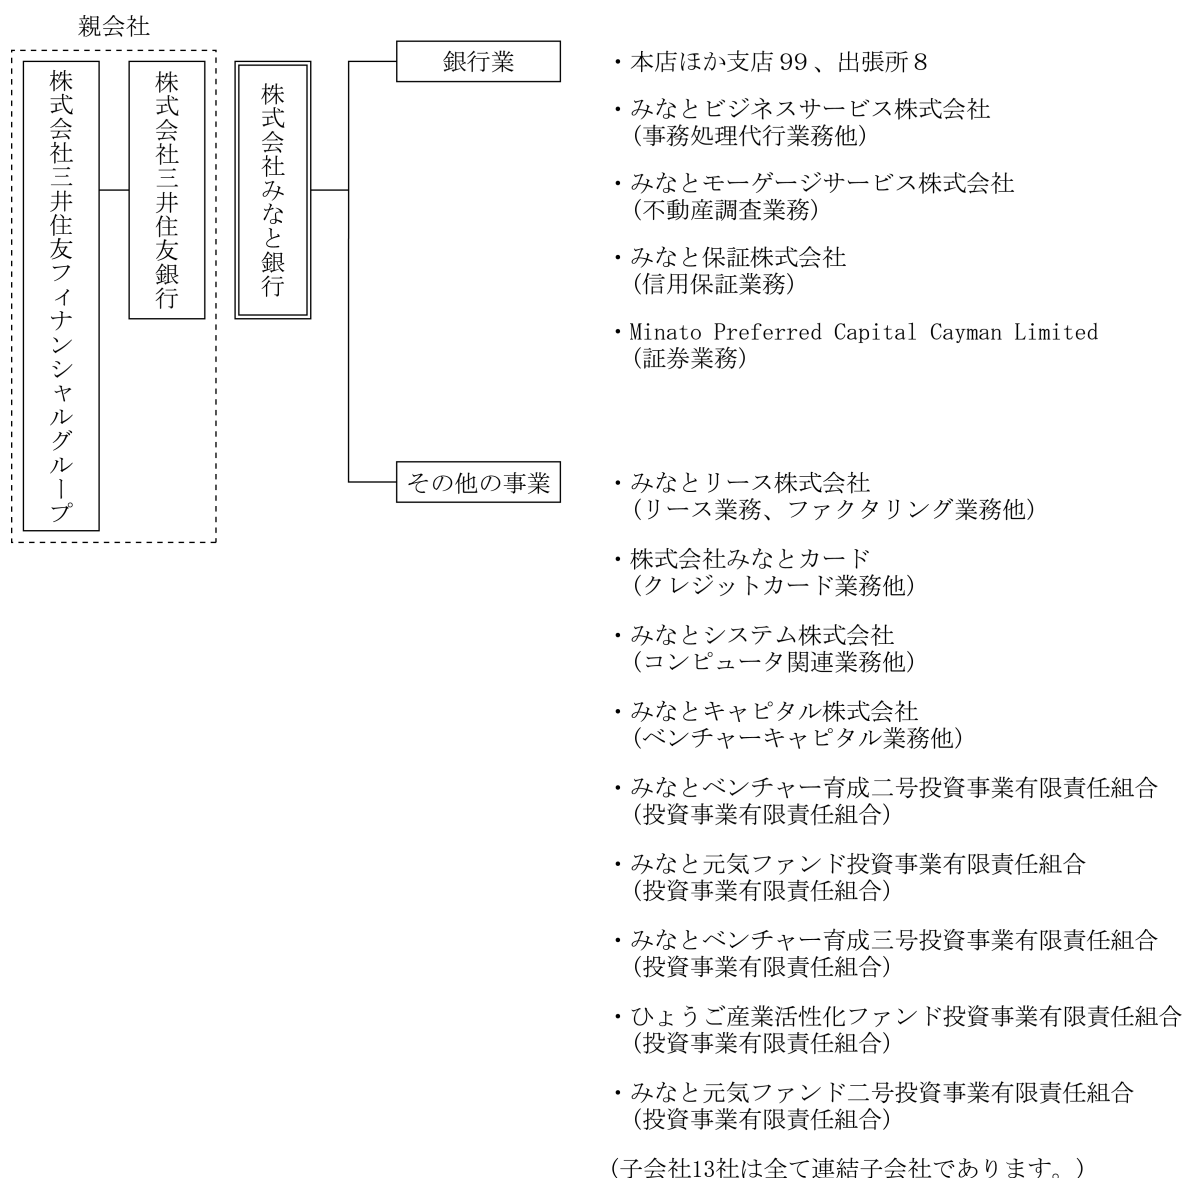 親会社
株式会社三井住友フィナンシャルグループ
株式会社三井住友銀行
株式会社みなと銀行
銀行業
・本店ほか支店 99 、出張所 8
・みなとビジネスサービス株式会社
(事務処理代行業務他)
・みなとモーゲージサービス株式会社
(不動産調査業務)
・みなと保証株式会社
(信用保証業務)
・Minato Preferred Capital Cayman Limited
(証券業務)
その他の事業
・みなとリース株式会社
(リース業務、ファクタリング業務他)
・株式会社みなとカード
(クレジットカード業務他)
・みなとシステム株式会社
(コンピュータ関連業務他)
・みなとキャピタル株式会社
(ベンチャーキャピタル業務他)
・みなとベンチャー育成二号投資事業有限責任組合
(投資事業有限責任組合)
・みなと元気ファンド投資事業有限責任組合
(投資事業有限責任組合)
・みなとベンチャー育成三号投資事業有限責任組合
(投資事業有限責任組合)
・ひょうご産業活性化ファンド投資事業有限責任組合
(投資事業有限責任組合)
・みなと元気ファンド二号投資事業有限責任組合
(投資事業有限責任組合)
(子会社13社は全て連結子会社であります。)